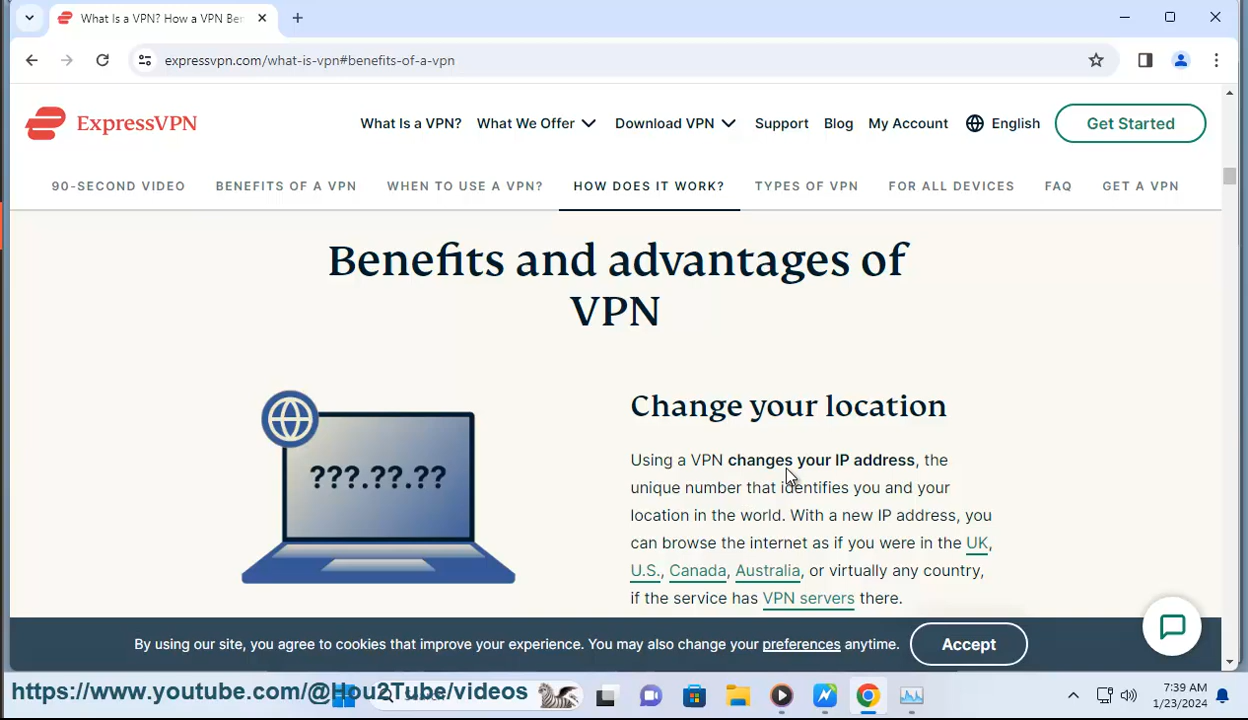 What Is a VPN? How a VPN Ben
expressvpn.com/what-is-vpn#benefits-of-a-vpn
ExpressVPN
What Is a VPN? What We Offer Download VPN Support Blog My Account English Get Started
90-SECOND VIDEO BENEFITS OF A VPN WHEN TO USE A VPN? HOW DOES IT WORK? TYPES OF VPN FOR ALL DEVICES FAQ GET A VPN
Benefits and advantages of
VPN
???.??.??
Change your location
Using a VPN changes your IP address, the
unique number that identifies you and your
location in the world. With a new IP address, you
can browse the internet as if you were in the UK,
U.S., Canada, Australia, or virtually any country,
if the service has VPN servers there.
By using our site, you agree to cookies that improve your experience. You may also change your preferences anytime. Accept
https://www.youtube.com/@Hou2Tube/videos
7:39 AM
1/23/2024